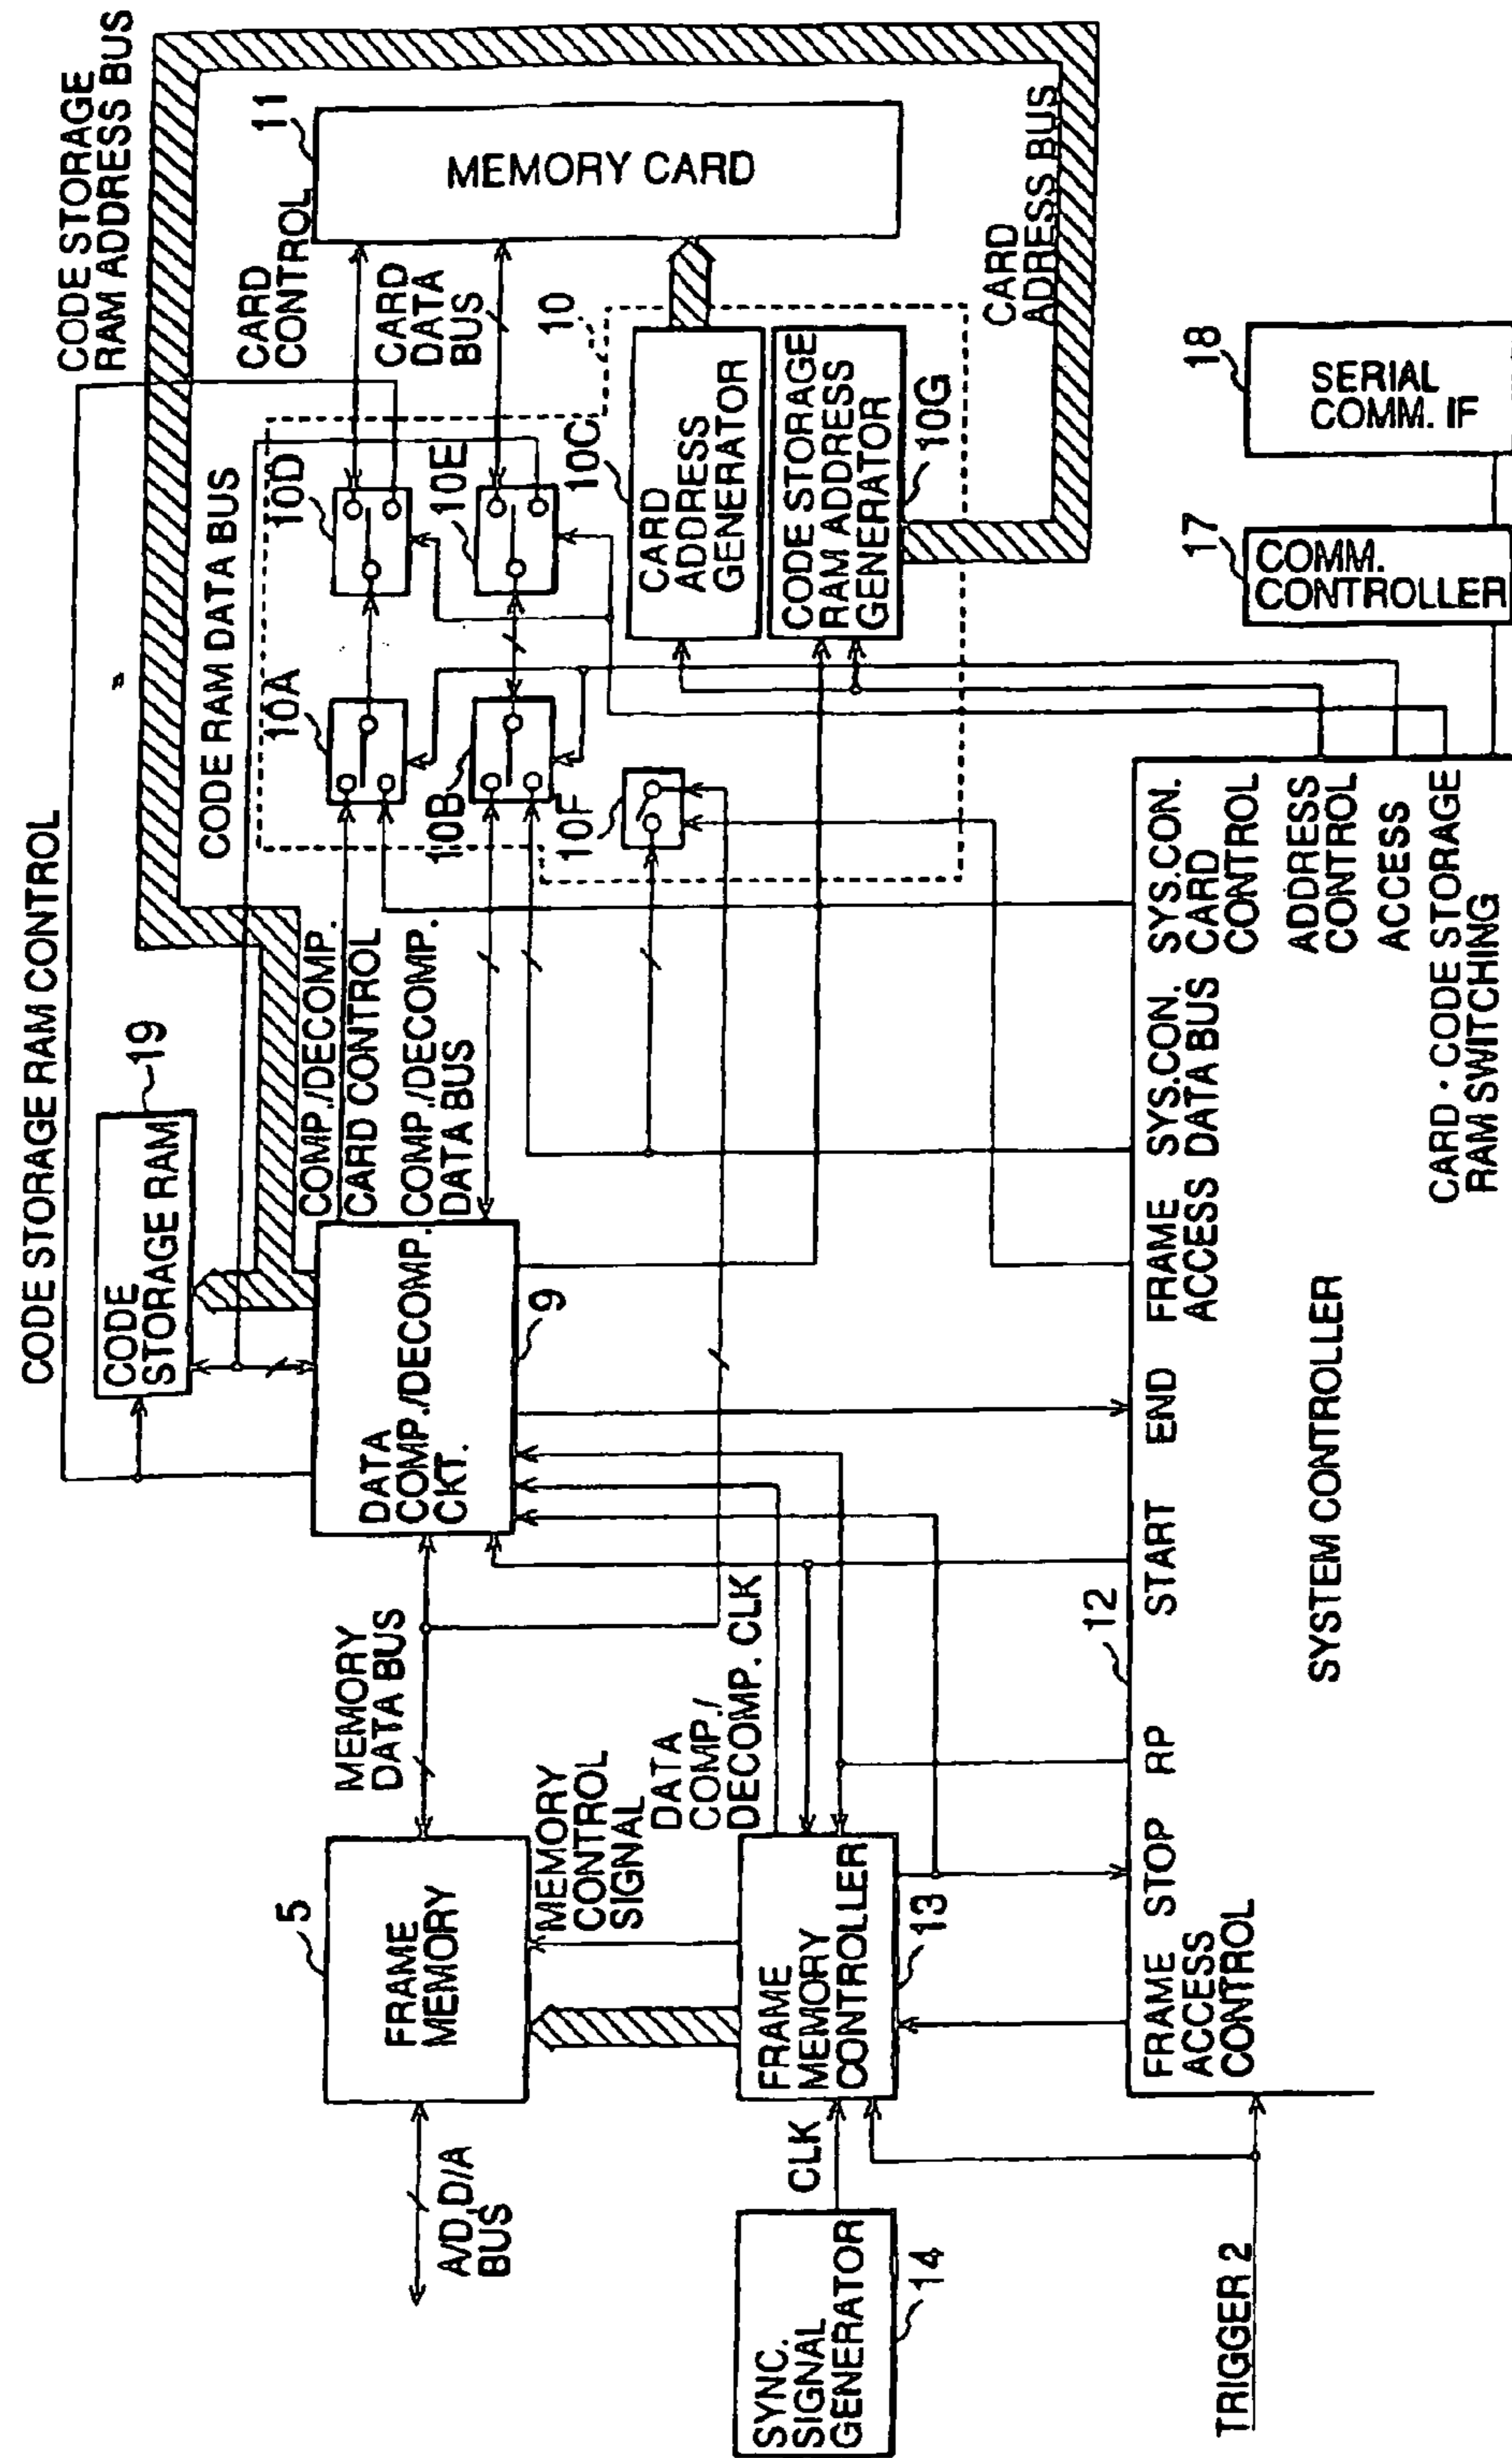 CODE STORAGE RAM CONTROL
CODE STORAGE
RAM ADDRESS BUS
CODE
STORAGE RAM
19
CODE RAM DATA BUS
CARD
CONTROL
11
MEMORY CARD
CARD
DATA
BUS
10
10A
10D
10B
10E
10F
10C
CARD
ADDRESS
GENERATOR
CODE STORAGE
RAM ADDRESS
GENERATOR
10G
CARD
ADRESS BUS
COMP./DECOMP.
CARD CONTROL
COMP./DECOMP.
DATA BUS
DATA
COMP./DECOMP.
CKT.
9
MEMORY
DATA BUS
5
FRAME
MEMORY
A/D,D/A
BUS
MEMORY
CONTROL
SIGNAL
DATA
COMP./
DECOMP. CLK
FRAME
MEMORY
CONTROLLER
13
CLK
SYNC.
SIGNAL
GENERATOR
14
TRIGGER 2
12
FRAME
ACCESS
CONTROL
STOP
RP
START
END
FRAME
ACCESS
SYS.CON.
DATA BUS
SYS.CON.
CARD
CONTROL
ADDRESS
CONTROL
ACCESS
CARD · CODE STORAGE
RAM SWITCHING
SYSTEM CONTROLLER
17
COMM.
CONTROLLER
18
SERIAL
COMM. IF